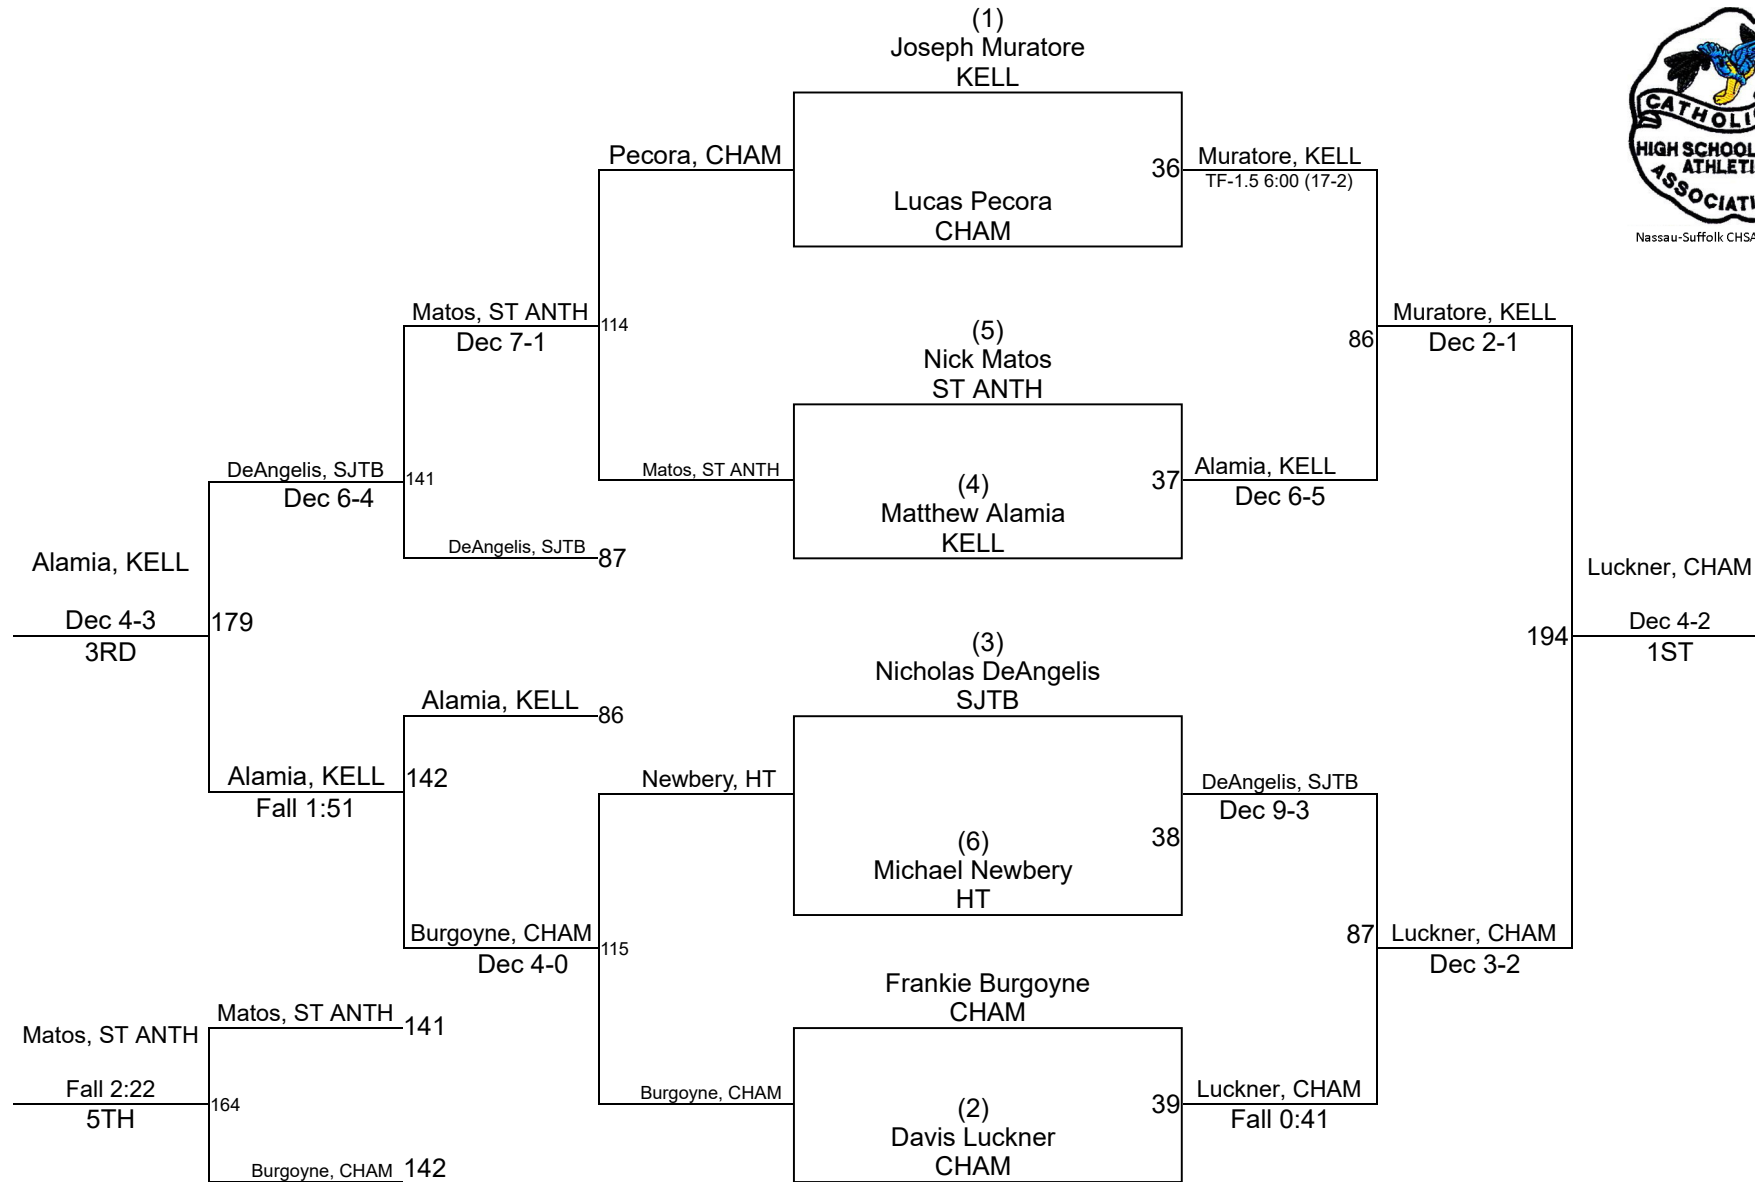 (1)
Joseph Muratore
KELL
Pecora, CHAM
36
Muratore, KELL
TF-1.5 6:00 (17-2)
Lucas Pecora
CHAM
CATHOLI
HIGH SCHOOL
ATHLETI
Nassau-Suffolk
Matos, ST ANTH
Dec 7-1
114
(5)
Nick Matos
ST ANTH
86
Muratore, KELL
Dec 2-1
DeAngelis, SJTB
Dec 6-4
141
Matos, ST ANTH
(4)
Matthew Alamia
KELL
37
Alamia, KELL
Dec 6-5
DeAngelis, SJTB
87
Alamia, KELL
Dec 4-3
3RD
179
Luckner, CHAM
194
Dec 4-2
1ST
(3)
Nicholas DeAngelis
SJTB
Alamia, KELL
86
Alamia, KELL
Fall 1:51
142
Newbery, HT
DeAngelis, SJTB
Dec 9-3
38
(6)
Michael Newbery
HT
Burgoyne, CHAM
Dec 4-0
115
87
Luckner, CHAM
Dec 3-2
Frankie Burgoyne
CHAM
Matos, ST ANTH
141
Matos, ST ANTH
Fall 2:22
5TH
164
Burgoyne, CHAM
(2)
Davis Luckner
CHAM
39
Luckner, CHAM
Fall 0:41
Burgoyne, CHAM
142